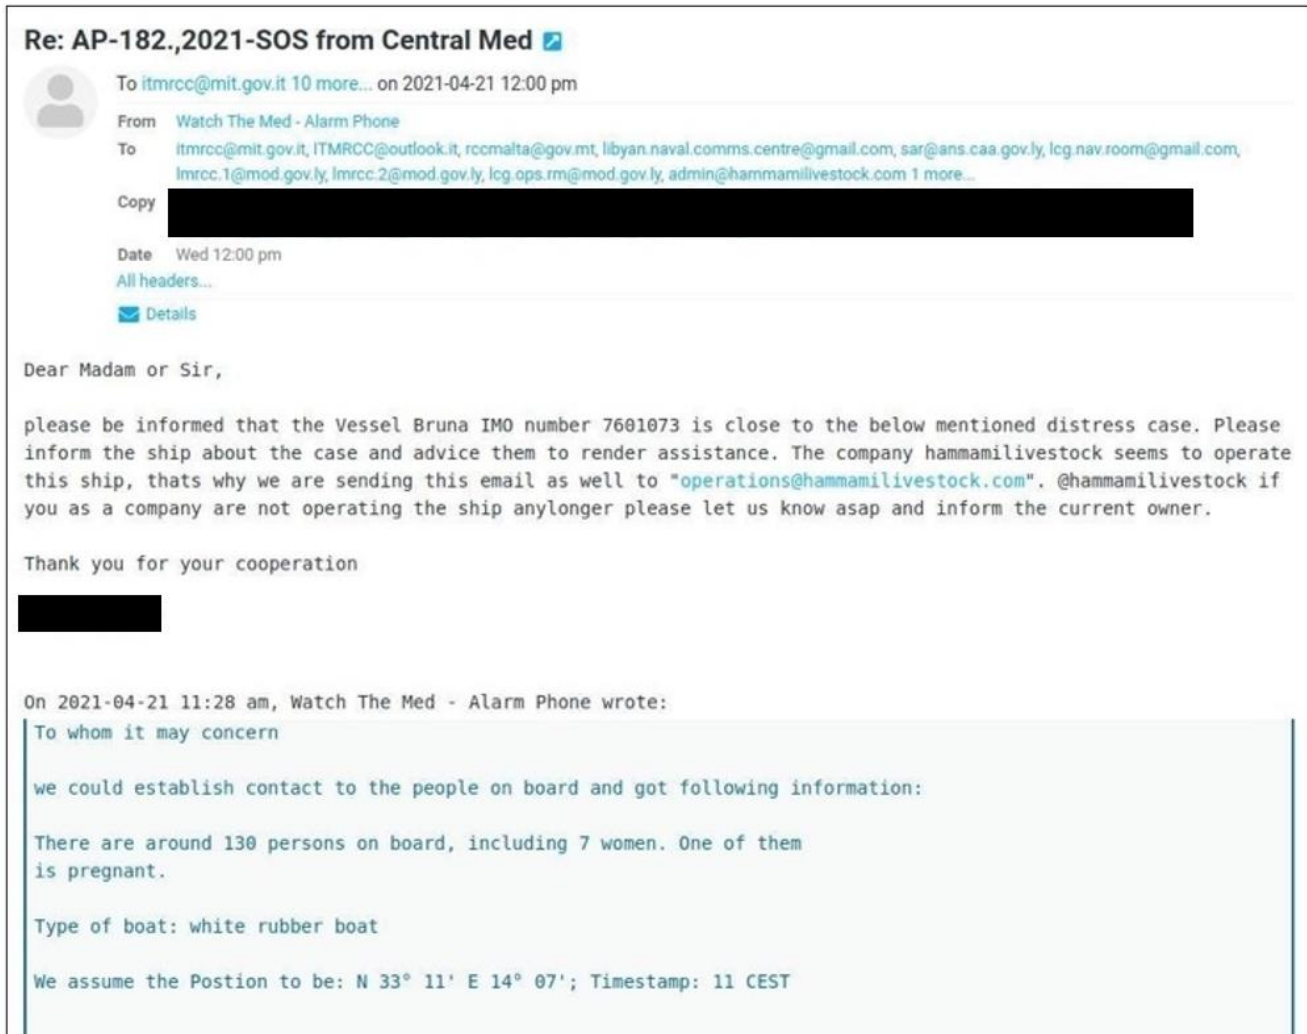 Re: AP-182.,2021-SOS from Central Med
To itmrcc@mit.gov.it 10 more... on 2021-04-21 12:00 pm
From Watch The Med - Alarm Phone
To itmrcc@mit.gov.it, ITMRCC@outlook.it, rccmalta@gov.mt, libyan.naval.comms.centre@gmail.com, sar@ans.caa.gov.ly, lcg.nav.room@gmail.com,
lmrcc.1@mod.gov.ly, lmrcc.2@mod.gov.ly, lcg.ops.rm@mod.gov.ly, admin@hammamilivestock.com 1 more...
Copy
Date Wed 12:00 pm
All headers...
Details
Dear Madam or Sir,
please be informed that the Vessel Bruna IMO number 7601073 is close to the below mentioned distress case. Please
inform the ship about the case and advice them to render assistance. The company hammamilivestock seems to operate
this ship, thats why we are sending this email as well to "operations@hammamilivestock.com". @hammamilivestock if
you as a company are not operating the ship anylonger please let us know asap and inform the current owner.
Thank you for your cooperation
On 2021-04-21 11:28 am, Watch The Med - Alarm Phone wrote:
To whom it may concern
we could establish contact to the people on board and got following information:
There are around 130 persons on board, including 7 women. One of them
is pregnant.
Type of boat: white rubber boat
We assume the Postion to be: N 33° 11' E 14° 07'; Timestamp: 11 CEST